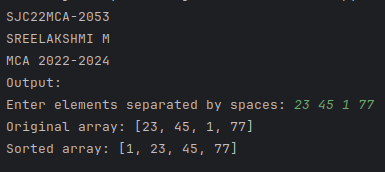 SJC22MCA-2053
SREELAKSHMI M
MCA 2022-2024
Output:
Enter elements separated by spaces: 23 45 1 77
Original array: [23, 45, 1, 77]
Sorted array: [1, 23, 45, 77]